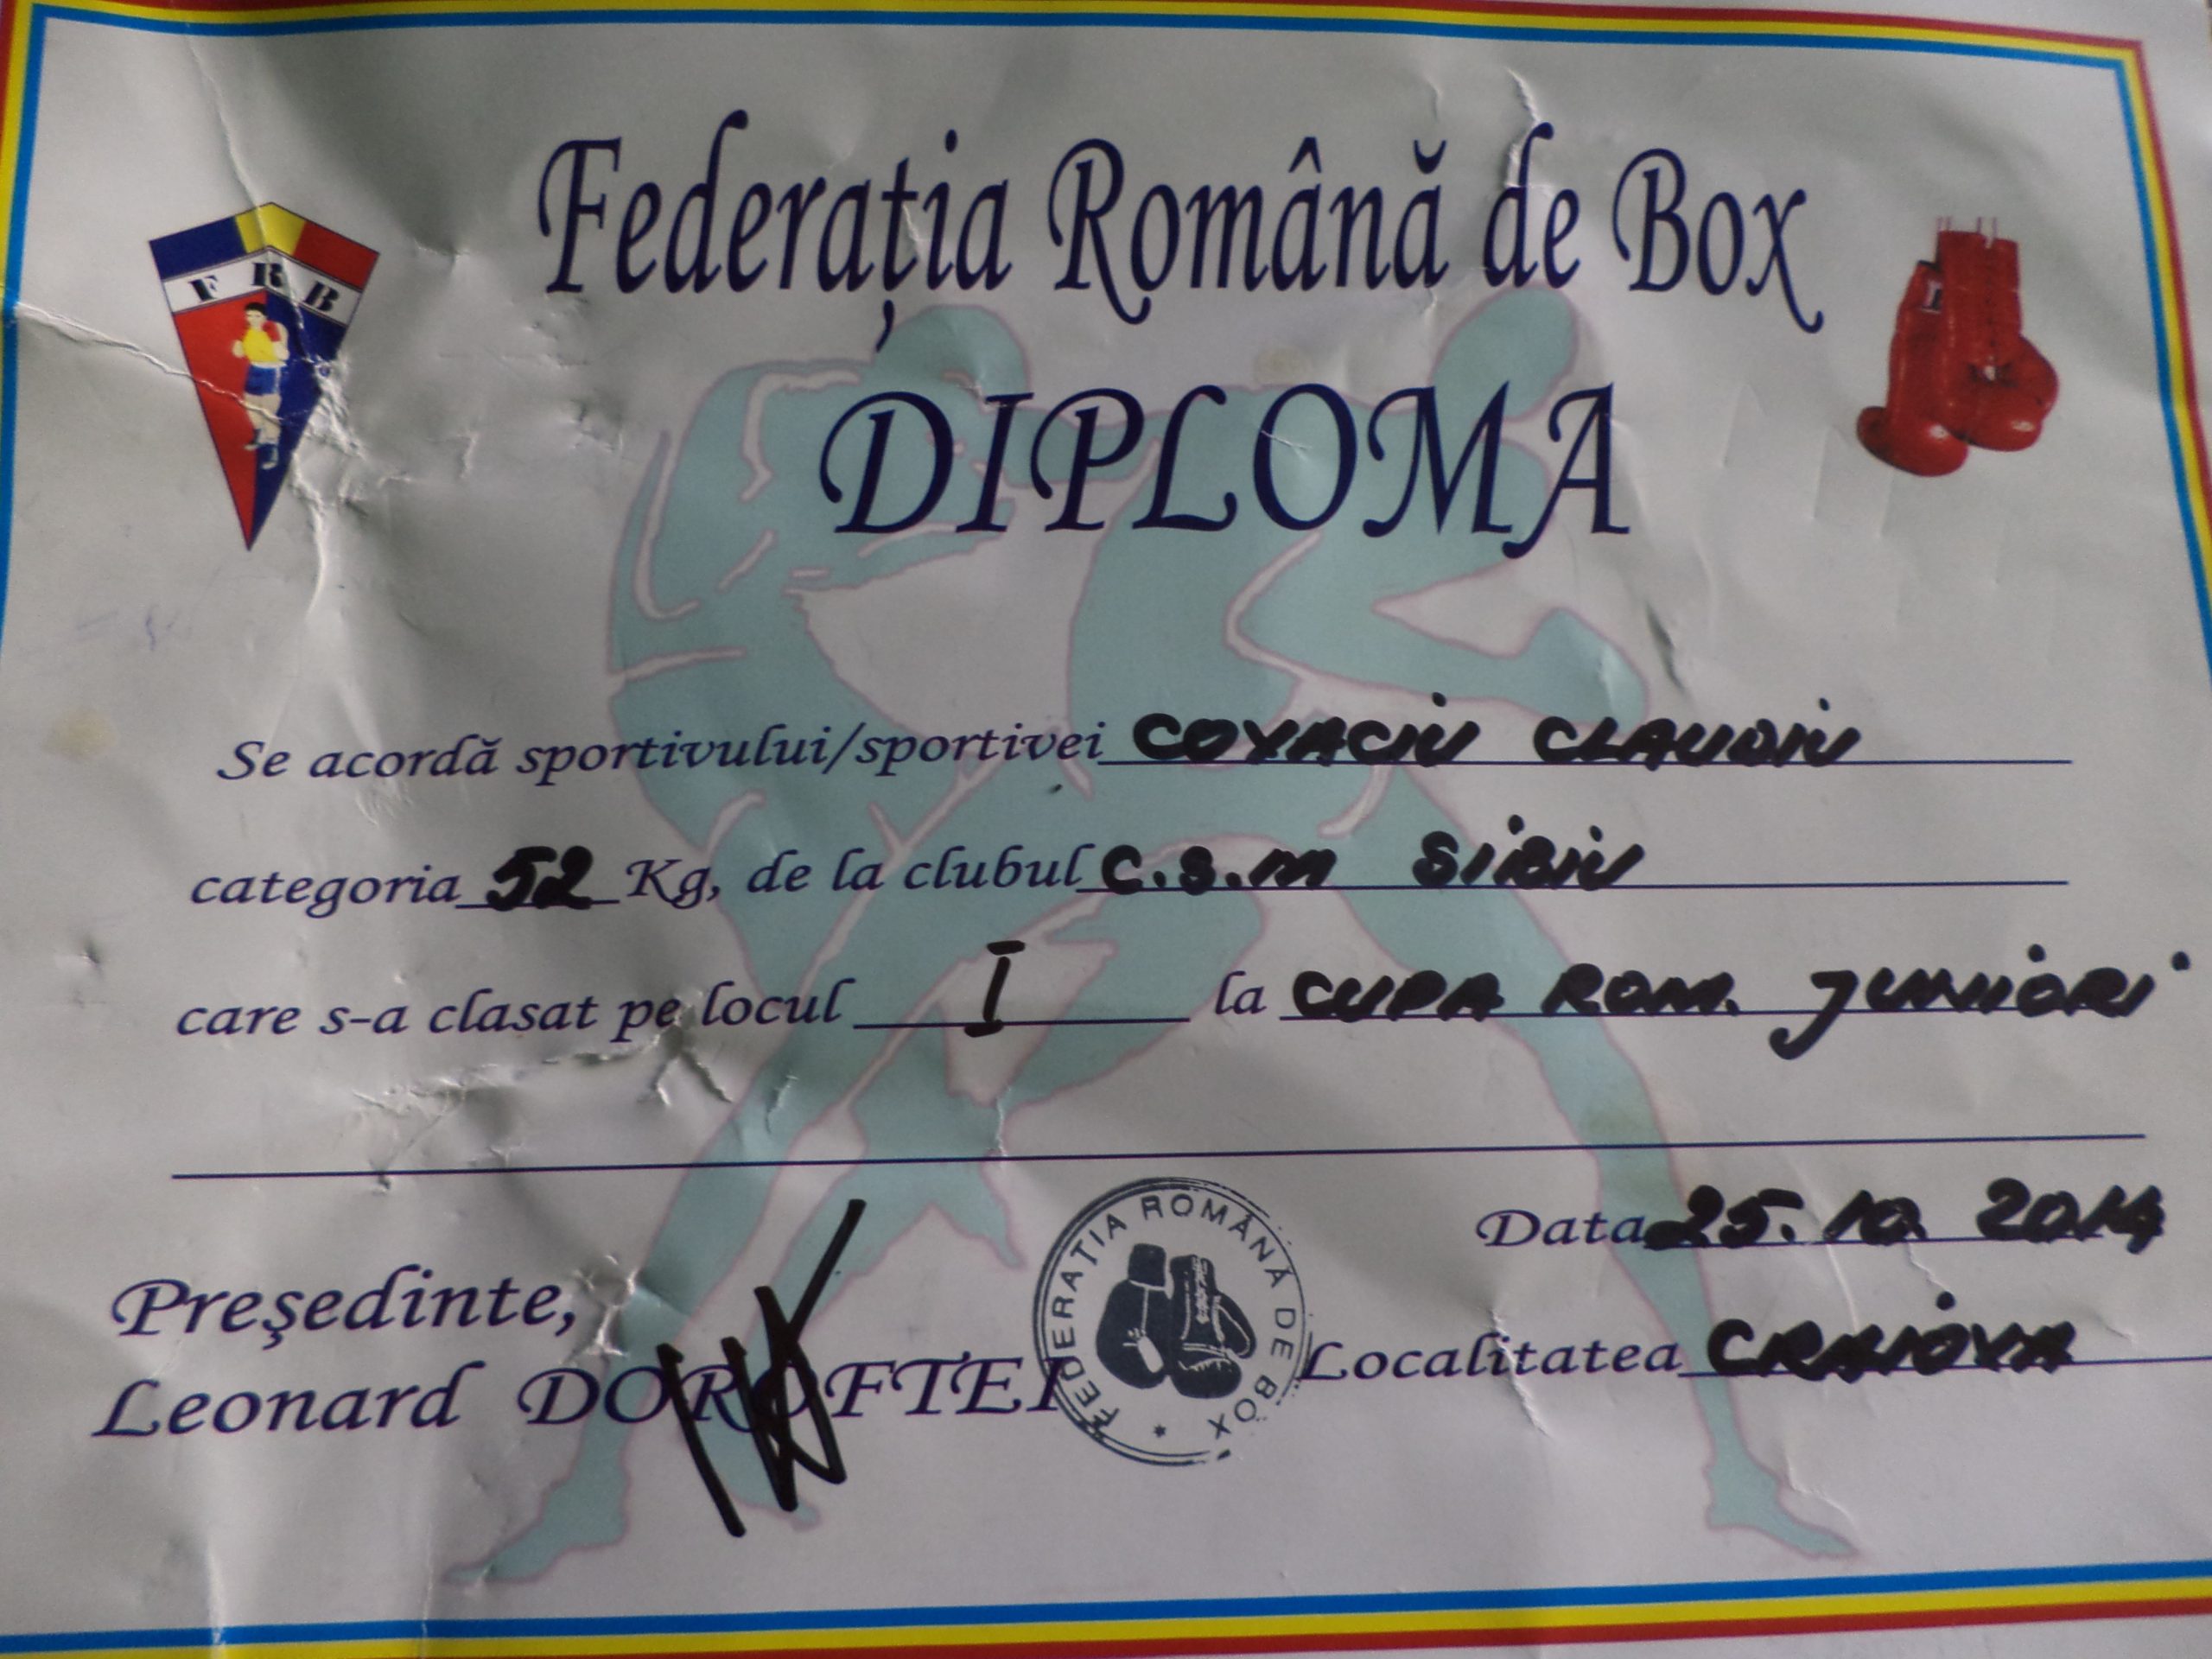 Federația Română de Box
F R B
DIPLOMA
Se acordă sportivului/sportivei COVACIU CLAUDIU
categoria 52 Kg, de la clubul C.S.M SIBIU
care s-a clasat pe locul I la CUPA ROM. JUNIORI
Data 25.10.2014
Preşedinte,
Leonard DOROFTEI
FEDERAȚIA ROMÂNĂ DE BOX *
Localitatea CRAIOVA